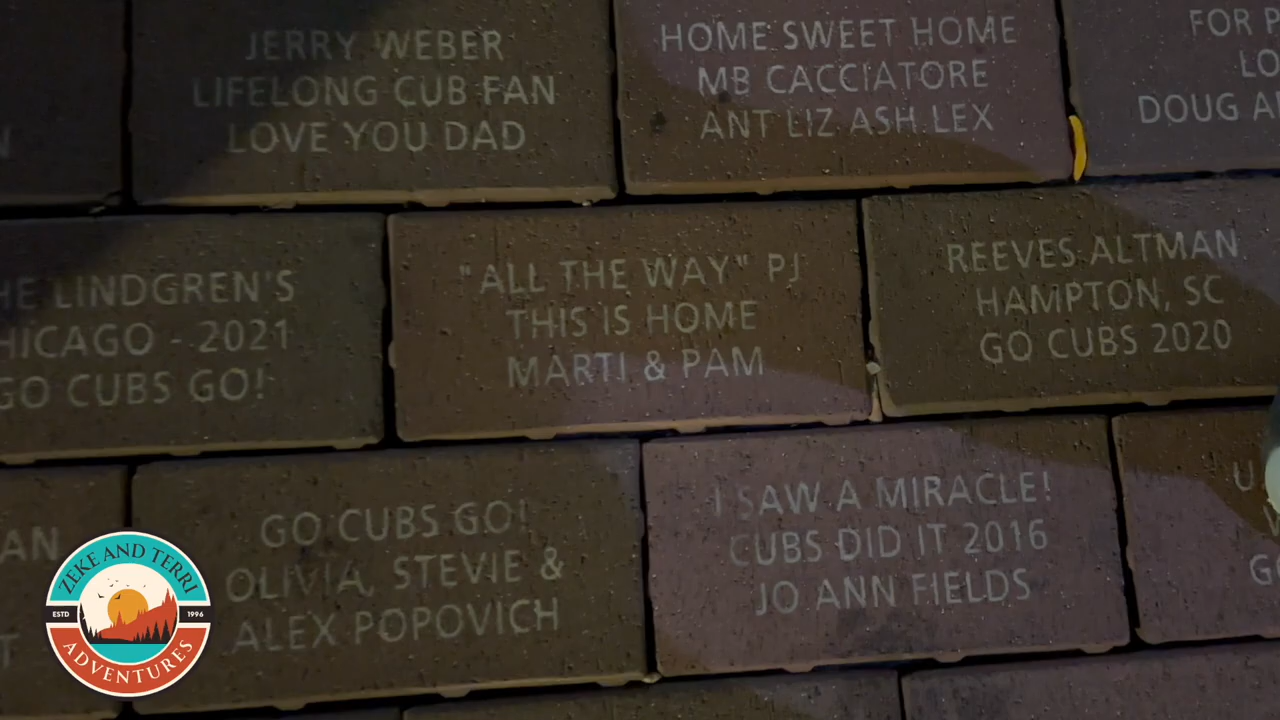 JERRY WEBER
LIFELONG CUB FAN
LOVE YOU DAD
HOME SWEET HOME
MB CACCIATORE
ANT LIZ ASH LEX
FOR
DOUG
LINDGREN'S
- 2021
GO CUBS GO!
"ALL THE WAY" PJ
THIS IS HOME
MARTI & PAM
REEVES ALTMAN
HAMPTON, SC
GO CUBS 2020
GO CUBS GO!
OLIVIA, STEVIE &
ALEX POPOVICH
I SAW A MIRACLE!
CUBS DID IT 2016
JO ANN FIELDS
ZEKE AND TERRI
ESTD 1996
ADVENTURES